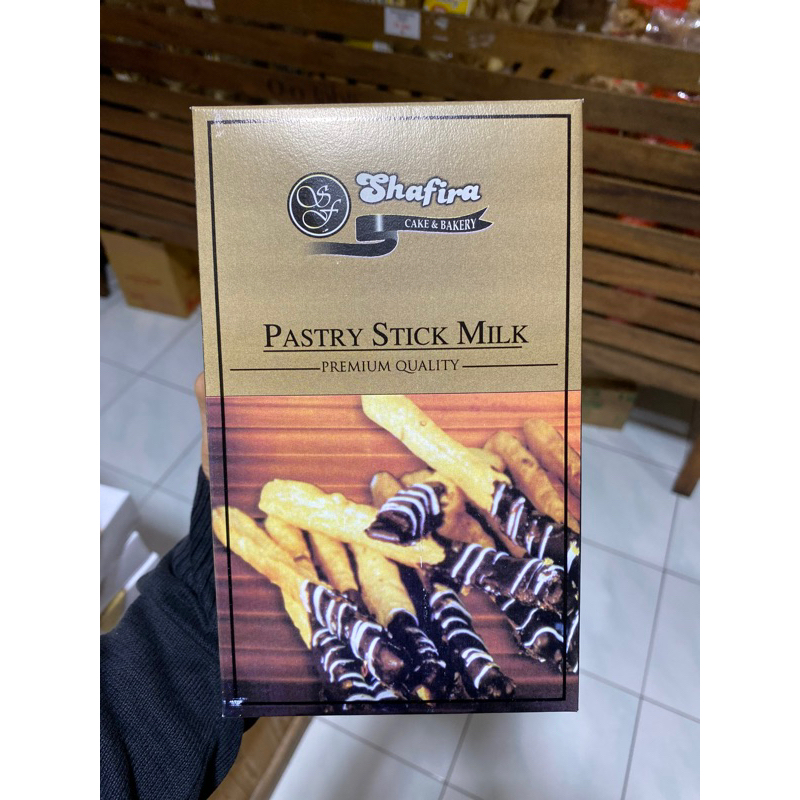 SF
Shafira
CAKE & BAKERY
PASTRY STICK MILK
PREMIUM QUALITY